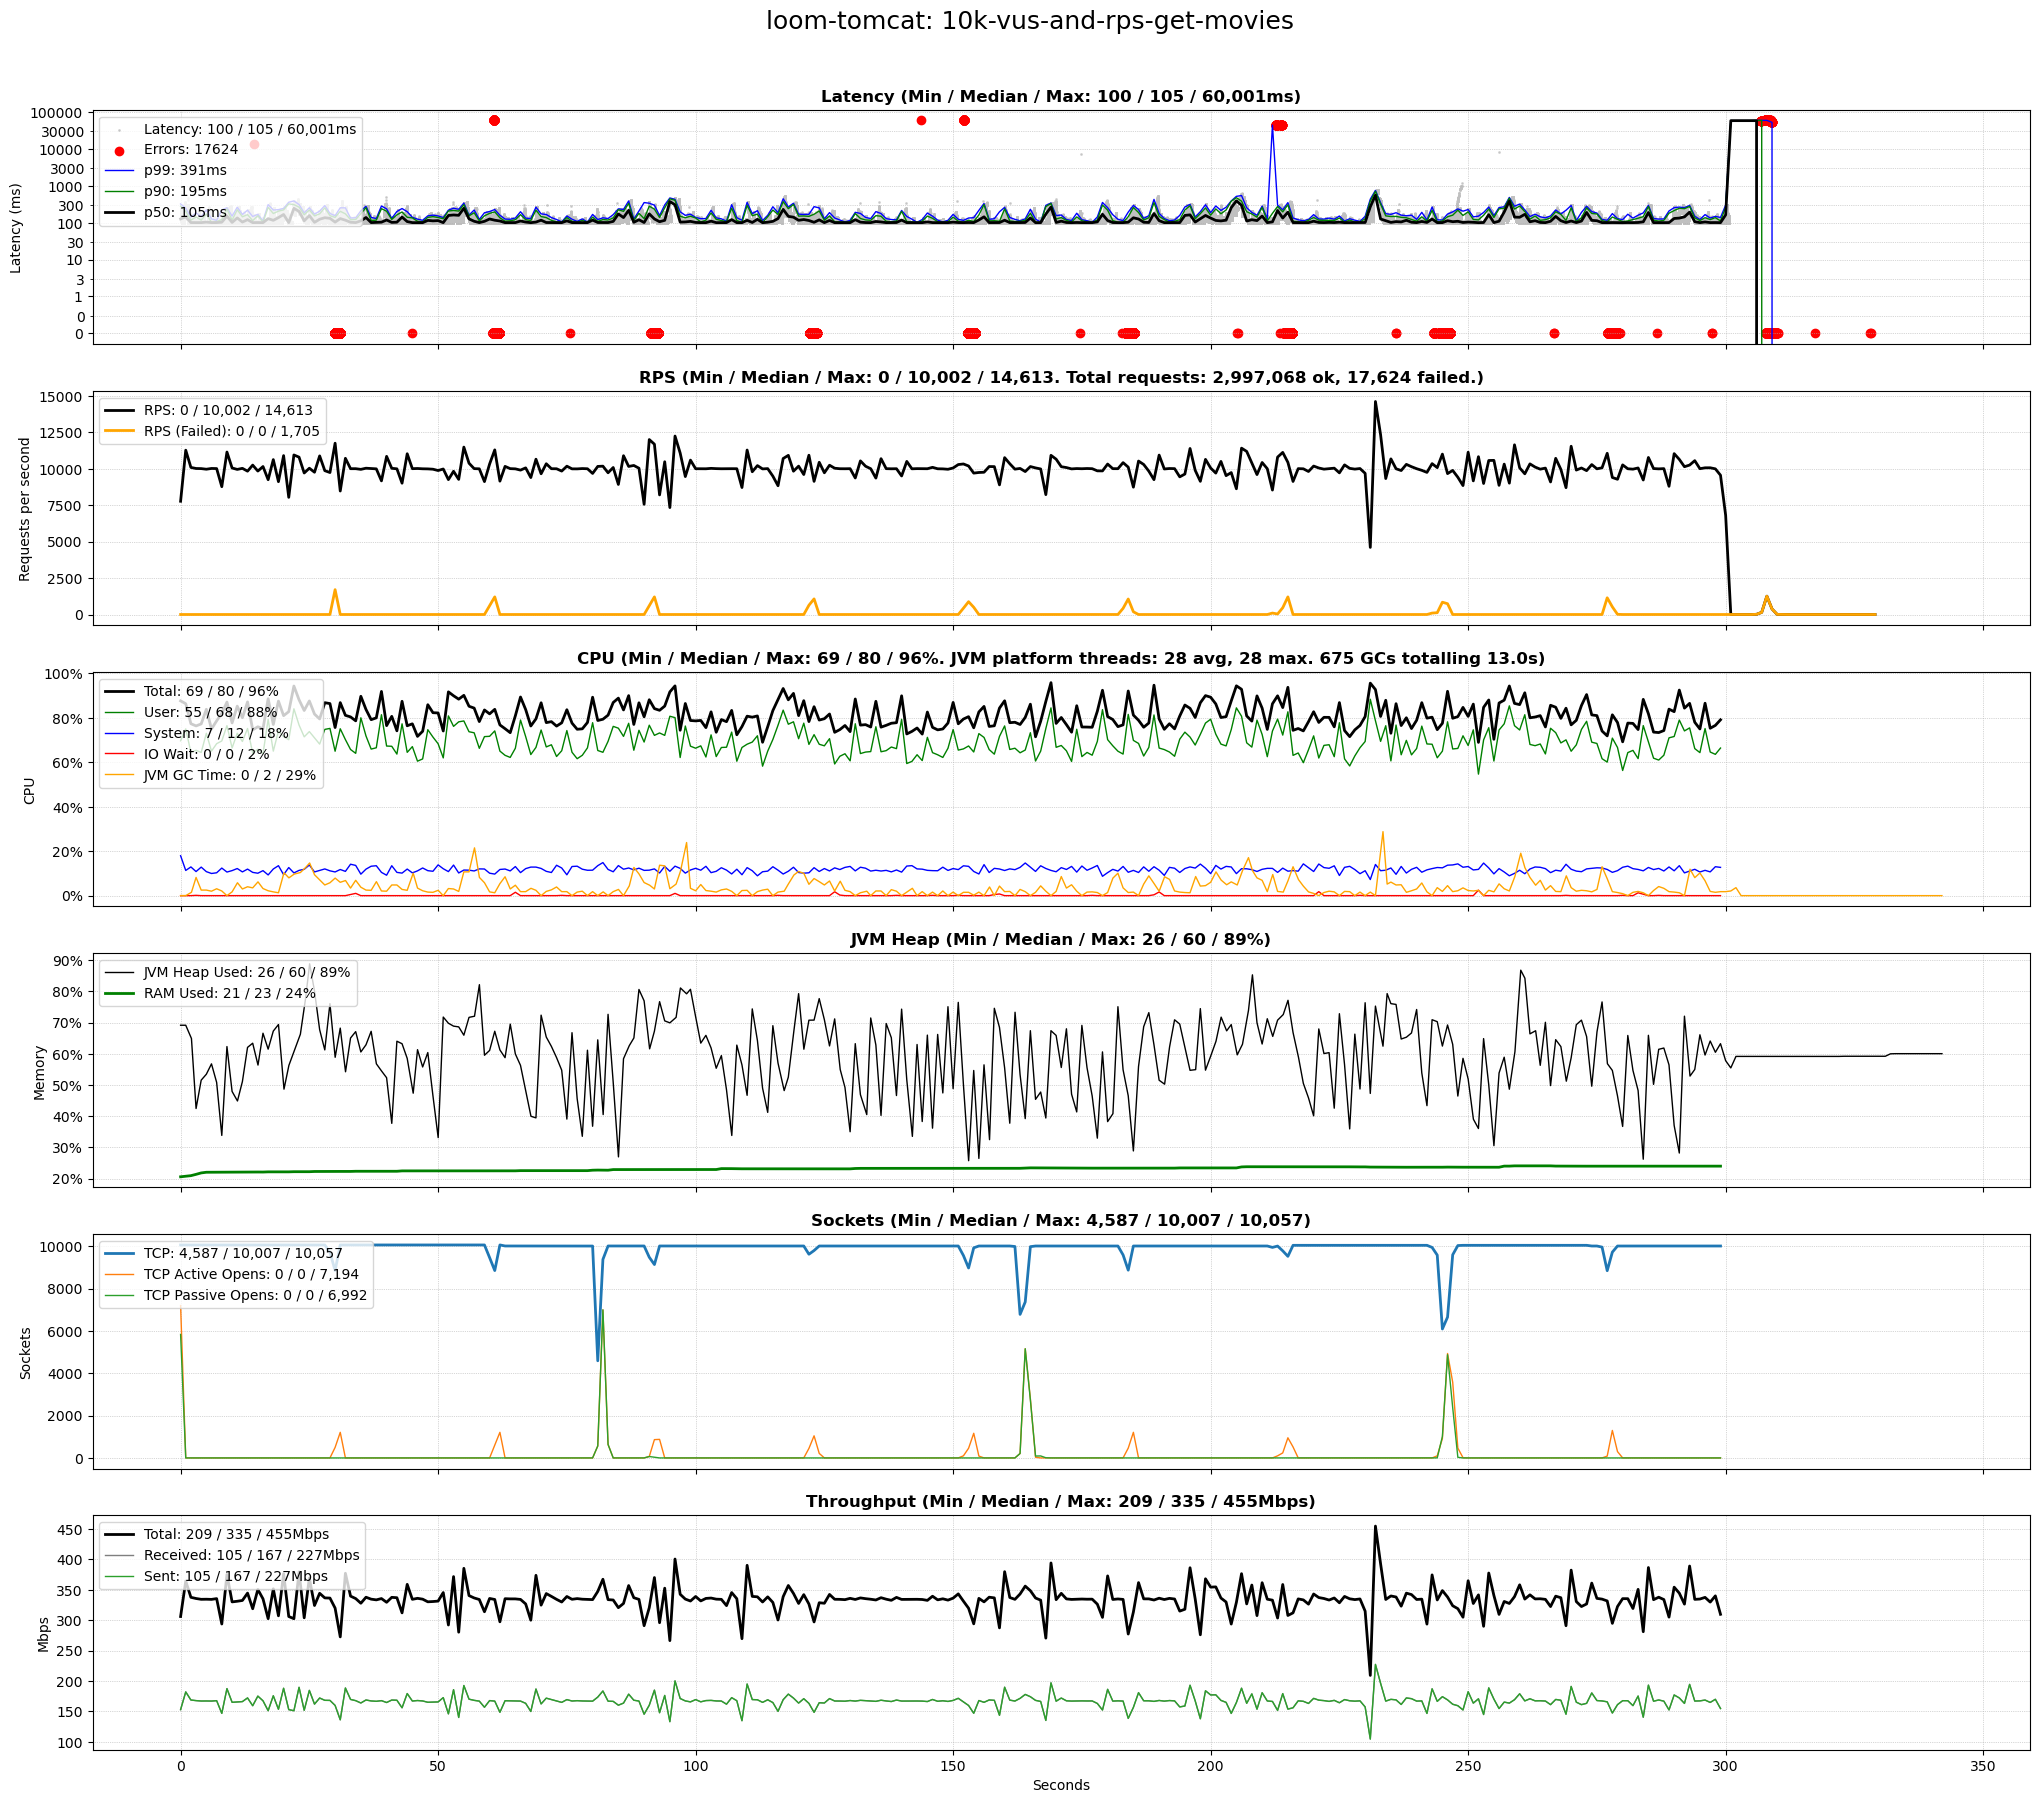 loom-tomcat: 10k-vus-and-rps-get-movies
Latency (Min / Median / Max: 100 / 105 / 60,001ms)
Latency (ms)
100000
30000
10000
3000
1000
300
100
30
10
3
1
0
0
Latency: 100 / 105 / 60,001ms
Errors: 17624
p99: 391ms
p90: 195ms
p50: 105ms
RPS (Min / Median / Max: 0 / 10,002 / 14,613. Total requests: 2,997,068 ok, 17,624 failed.)
Requests per second
15000
12500
10000
7500
5000
2500
0
RPS: 0 / 10,002 / 14,613
RPS (Failed): 0 / 0 / 1,705
CPU (Min / Median / Max: 69 / 80 / 96%. JVM platform threads: 28 avg, 28 max. 675 GCs totalling 13.0s)
CPU
100%
80%
60%
40%
20%
0%
Total: 69 / 80 / 96%
User: 55 / 68 / 88%
System: 7 / 12 / 18%
IO Wait: 0 / 0 / 2%
JVM GC Time: 0 / 2 / 29%
JVM Heap (Min / Median / Max: 26 / 60 / 89%)
Memory
90%
80%
70%
60%
50%
40%
30%
20%
JVM Heap Used: 26 / 60 / 89%
RAM Used: 21 / 23 / 24%
Sockets (Min / Median / Max: 4,587 / 10,007 / 10,057)
Sockets
10000
8000
6000
4000
2000
0
TCP: 4,587 / 10,007 / 10,057
TCP Active Opens: 0 / 0 / 7,194
TCP Passive Opens: 0 / 0 / 6,992
Throughput (Min / Median / Max: 209 / 335 / 455Mbps)
Mbps
450
400
350
300
250
200
150
100
Total: 209 / 335 / 455Mbps
Received: 105 / 167 / 227Mbps
Sent: 105 / 167 / 227Mbps
0 50 100 150 200 250 300 350
Seconds